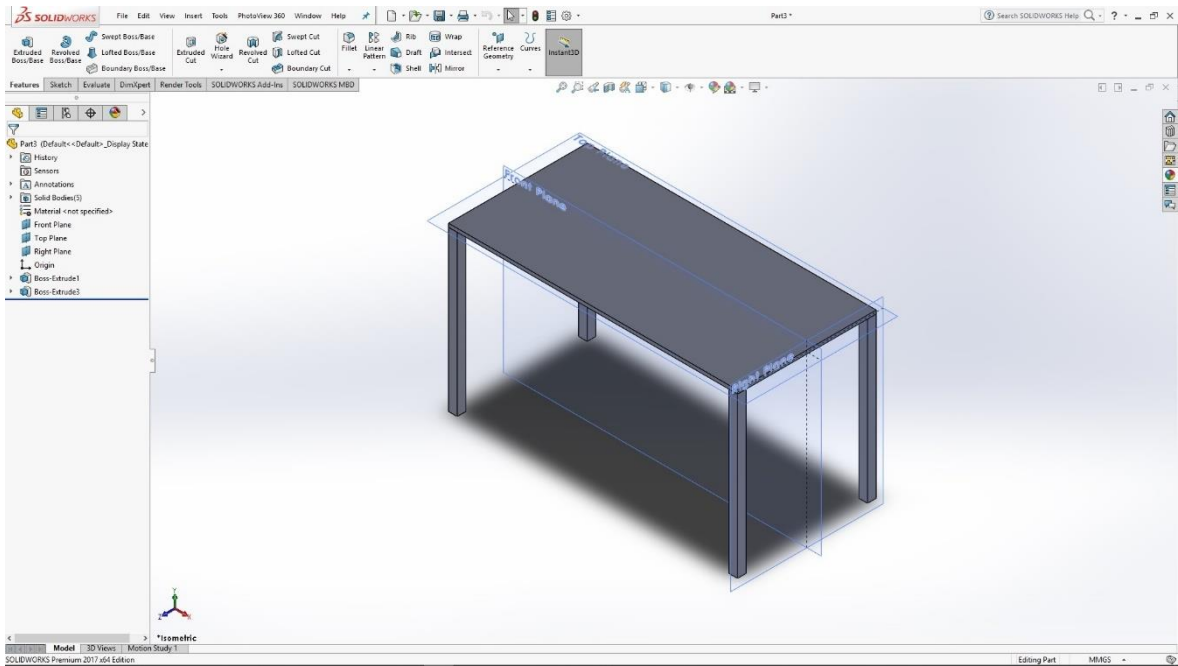 SOLIDWORKS File Edit View Insert Tools PhotoView 360 Window Help Part3 * Search SOLIDWORKS Help
Extruded Boss/Base
Revolved Boss/Base
Swept Boss/Base
Lofted Boss/Base
Boundary Boss/Base
Extruded Cut
Hole Wizard
Revolved Cut
Swept Cut
Lofted Cut
Boundary Cut
Fillet
Linear Pattern
Rib
Draft
Shell
Wrap
Intersect
Mirror
Reference Geometry
Curves
Instant3D
Features Sketch Evaluate DimXpert Render Tools SOLIDWORKS Add-Ins SOLIDWORKS MBD
Part3 (Default<<Default>_Display State
History
Sensors
Annotations
Solid Bodies(5)
Material <not specified>
Front Plane
Top Plane
Right Plane
Origin
Boss-Extrude1
Boss-Extrude3
Top Plane
Front Plane
Right Plane
*Isometric
Model 3D Views Motion Study 1
SOLIDWORKS Premium 2017 x64 Edition Editing Part MMGS